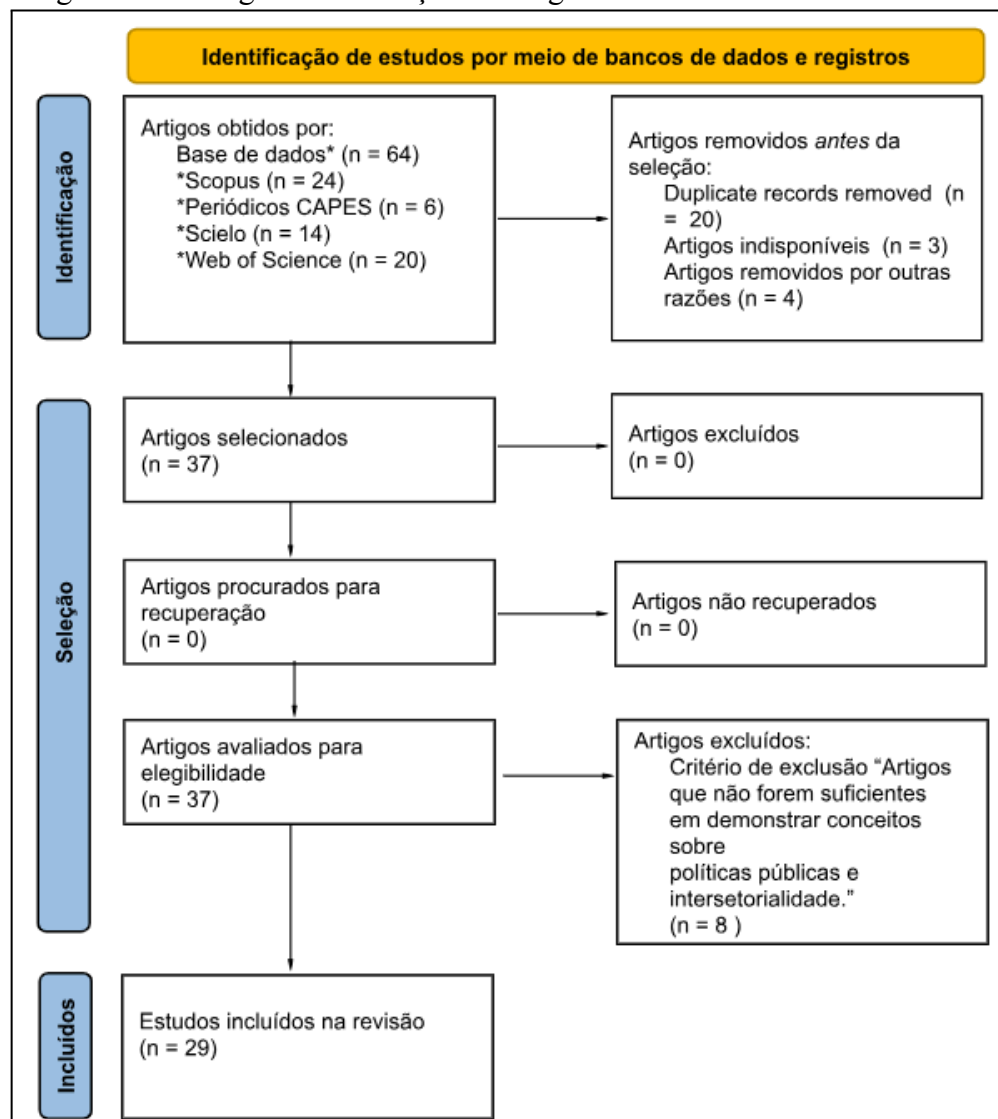 Identificação de estudos por meio de bancos de dados e registros
Identificação
Artigos obtidos por:
Base de dados* (n = 64)
*Scopus (n = 24)
*Periódicos CAPES (n = 6)
*Scielo (n = 14)
*Web of Science (n = 20)
Artigos removidos antes da
seleção:
Duplicate records removed (n
= 20)
Artigos indisponíveis (n = 3)
Artigos removidos por outras
razões (n = 4)
Seleção
Artigos selecionados
(n = 37)
Artigos excluídos
(n = 0)
Artigos procurados para
recuperação
(n = 0)
Artigos não recuperados
(n = 0)
Artigos avaliados para
elegibilidade
(n = 37)
Artigos excluídos:
Critério de exclusão “Artigos
que não forem suficientes
em demonstrar conceitos
sobre
políticas públicas e
intersetorialidade.”
(n = 8 )
Incluídos
Estudos incluídos na revisão
(n = 29)